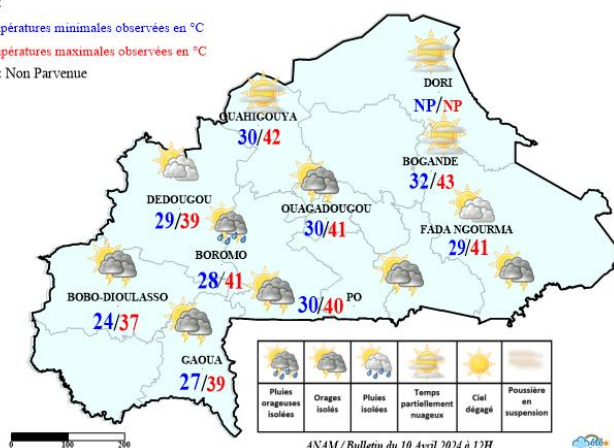 pératures minimales observées en °C
pératures maximales observées en °C
: Non Parvenue
DORI
NP/NP
OUAHIGOUYA
30/42
BOGANDE
32/43
DEDOUGOU
29/39
OUAGADOUGOU
30/41
FADA NGOURMA
29/41
BOROMO
28/41
BOBO-DIOULASSO
24/37
30/40 PO
GAOUA
27/39
Pluies orageuses isolées
Orages isolés
Pluies isolées
Temps partiellement nuageux
Ciel dégagé
Poussière en suspension
100
200
ANAM / Bulletin du 10 Avril 2024 à 12H